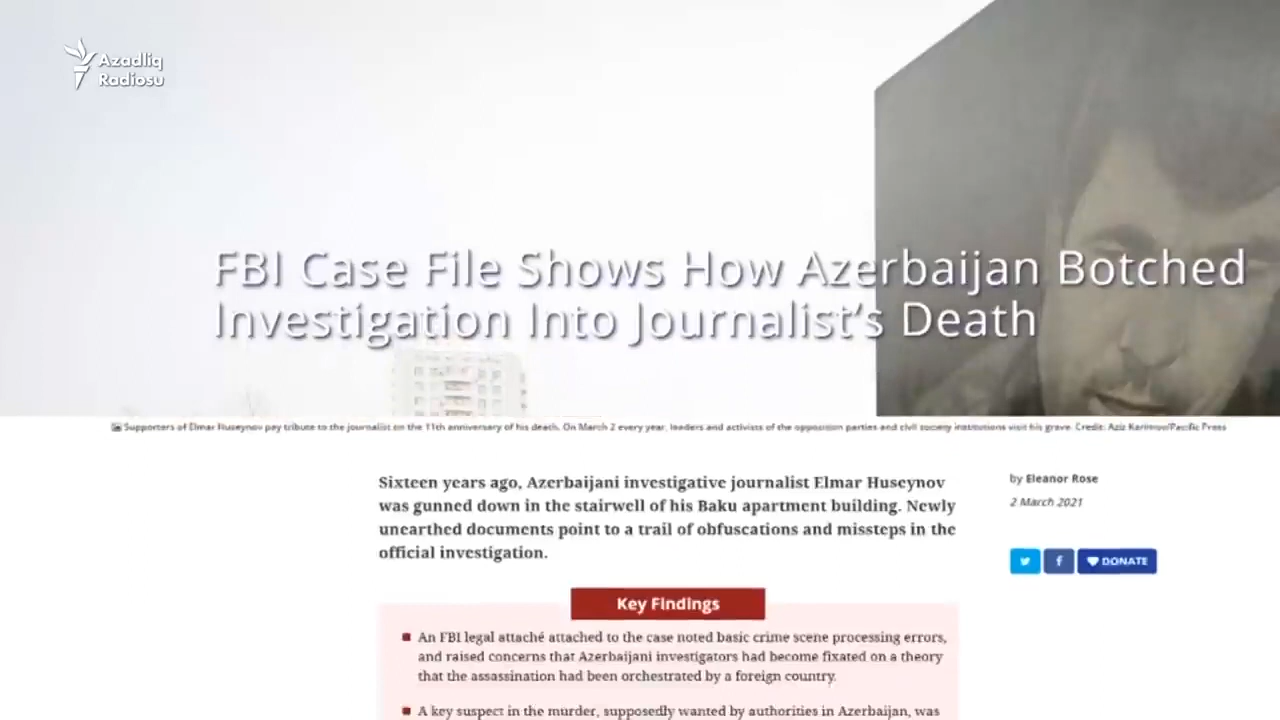 Azadlıq
Radiosu
FBI Case File Shows How Azerbaijan Botched
Investigation Into Journalist's Death
Supporters of Elmar Huseynov pay tribute to the journalist on the 11th anniversary of his death. On March 2 every year, leaders and activists of the opposition parties and civil society institutions visit his grave. Credit: Aziz Karimov/Pacific Press
Sixteen years ago, Azerbaijani investigative journalist Elmar Huseynov
was gunned down in the stairwell of his Baku apartment building. Newly
unearthed documents point to a trail of obfuscations and missteps in the
official investigation.
by Eleanor Rose
2 March 2021
DONATE
Key Findings
An FBI legal attaché attached to the case noted basic crime scene processing errors,
and raised concerns that Azerbaijani investigators had become fixated on a theory
that the assassination had been orchestrated by a foreign country.
A key suspect in the murder, supposedly wanted by authorities in Azerbaijan, was